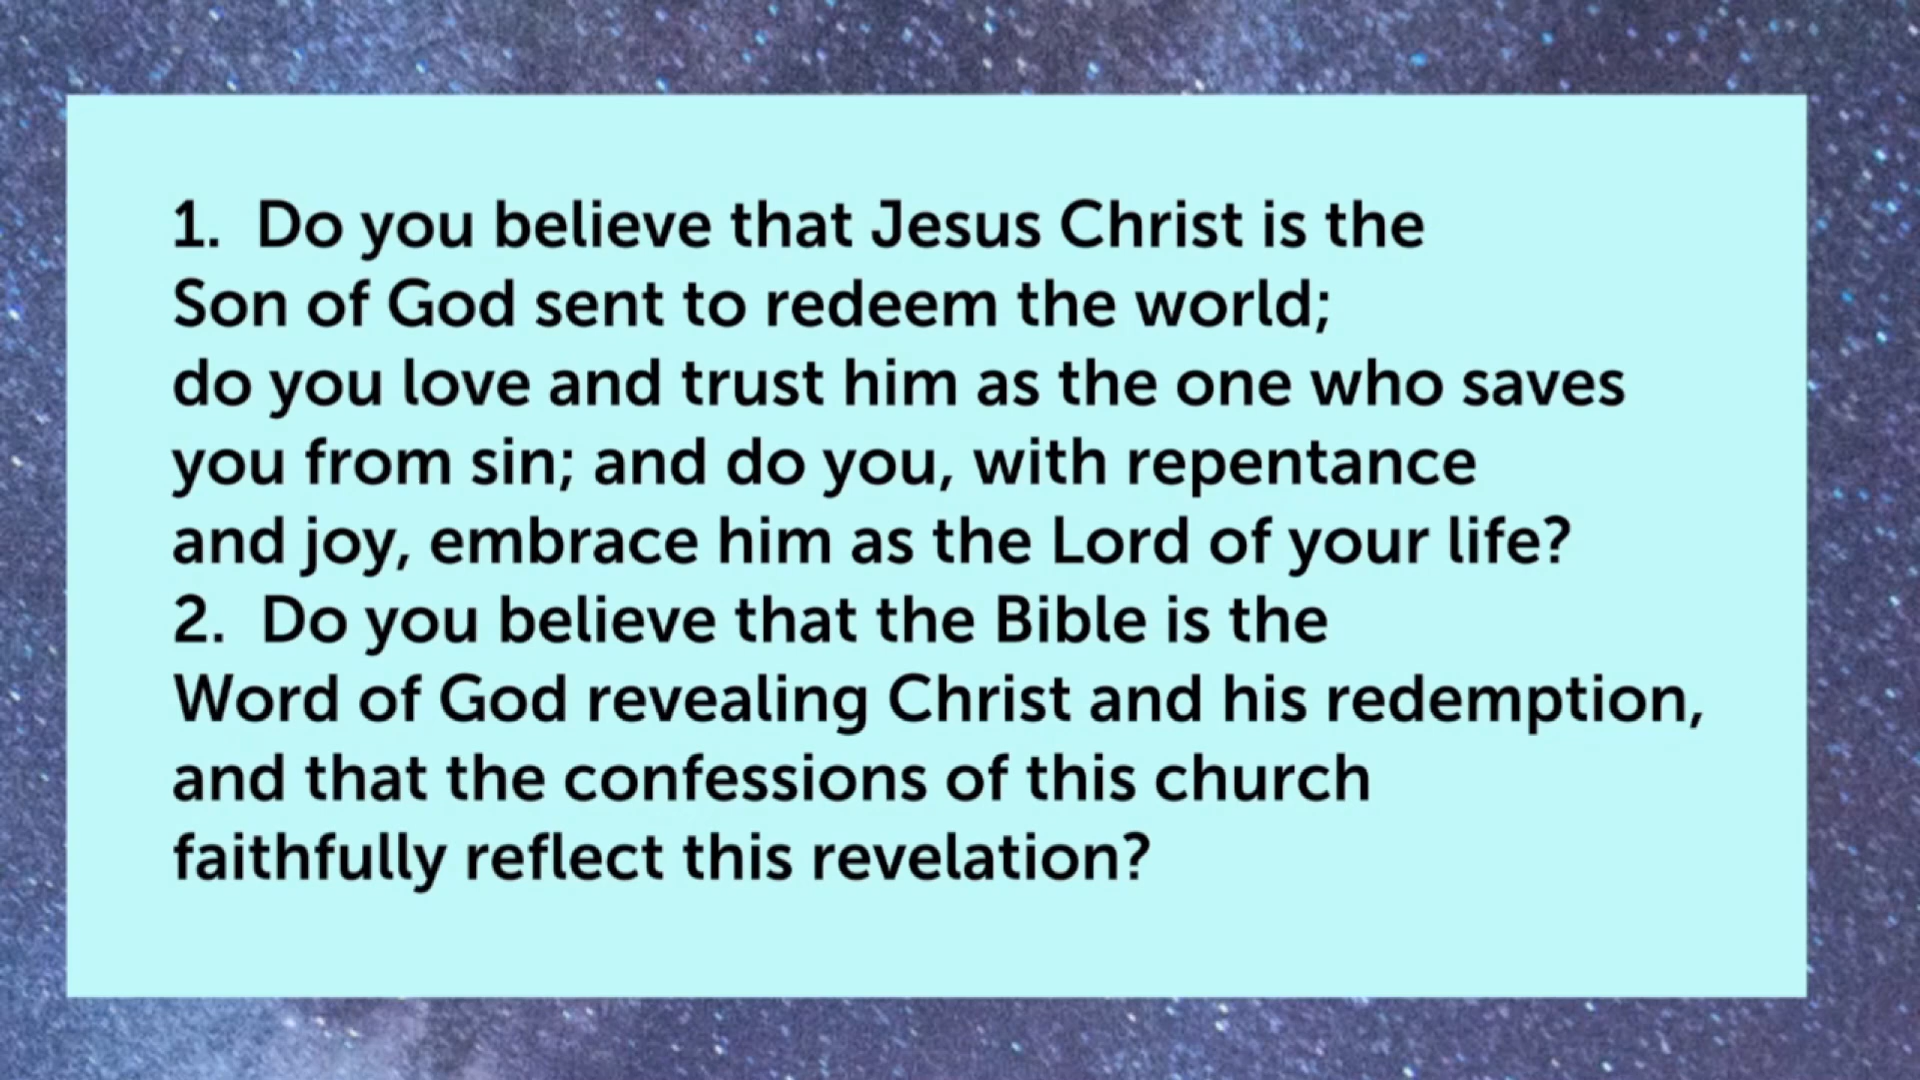 1.  Do you believe that Jesus Christ is the
Son of God sent to redeem the world;
do you love and trust him as the one who saves
you from sin; and do you, with repentance
and joy, embrace him as the Lord of your life?
2.  Do you believe that the Bible is the
Word of God revealing Christ and his redemption,
and that the confessions of this church
faithfully reflect this revelation?